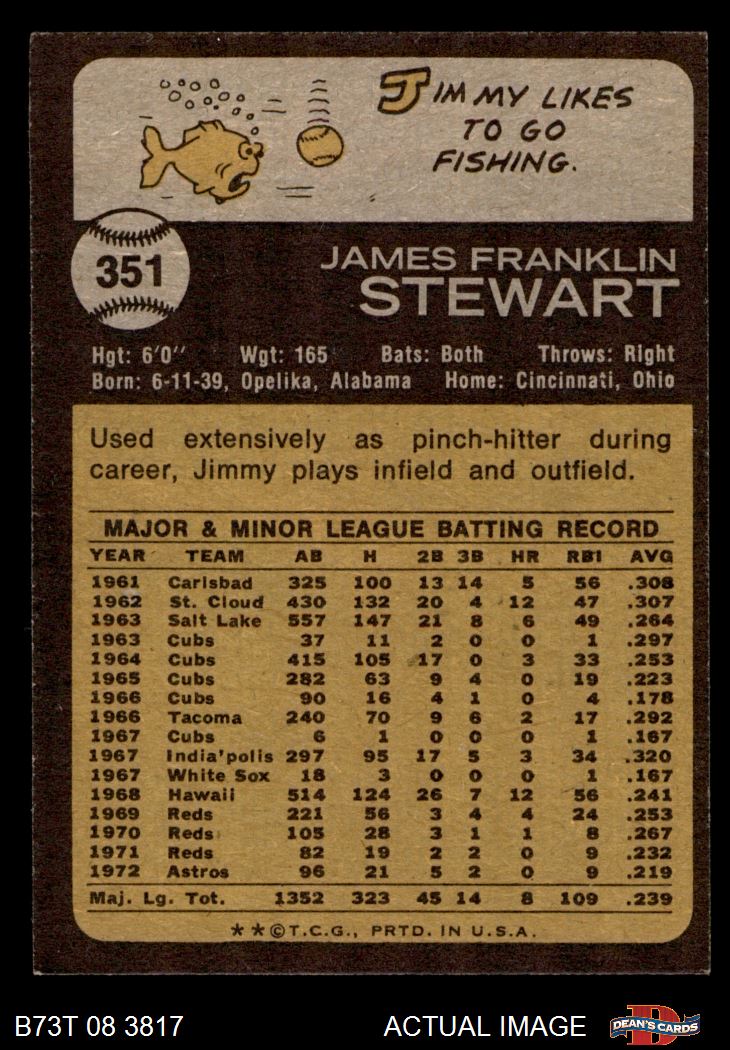 JIMMY LIKES
TO GO
FISHING.
351
JAMES FRANKLIN
STEWART
Hgt: 6'0" Wgt: 165 Bats: Both Throws: Right
Born: 6-11-39, Opelika, Alabama Home: Cincinnati, Ohio
Used extensively as pinch-hitter during
career, Jimmy plays infield and outfield.
MAJOR & MINOR LEAGUE BATTING RECORD
YEAR TEAM AB H 2B 3B HR RBI AVG
1961 Carlsbad 325 100 13 14 5 56 .308
1962 St. Cloud 430 132 20 4 12 47 .307
1963 Salt Lake 557 147 21 8 6 49 .264
1963 Cubs 37 11 2 0 0 1 .297
1964 Cubs 415 105 17 0 3 33 .253
1965 Cubs 282 63 9 4 0 19 .223
1966 Cubs 90 16 4 1 0 4 .178
1966 Tacoma 240 70 9 6 2 17 .292
1967 Cubs 6 1 0 0 0 1 .167
1967 India'polis 297 95 17 5 3 34 .320
1967 White Sox 18 3 0 0 0 1 .167
1968 Hawaii 514 124 26 7 12 56 .241
1969 Reds 221 56 3 4 4 24 .253
1970 Reds 105 28 3 1 1 8 .267
1971 Reds 82 19 2 2 0 9 .232
1972 Astros 96 21 5 2 0 9 .219
Maj. Lg. Tot. 1352 323 45 14 8 109 .239
**©T.C.G., PRTD. IN U.S.A.
B73T 08 3817 ACTUAL IMAGE DEAN'S CARDS